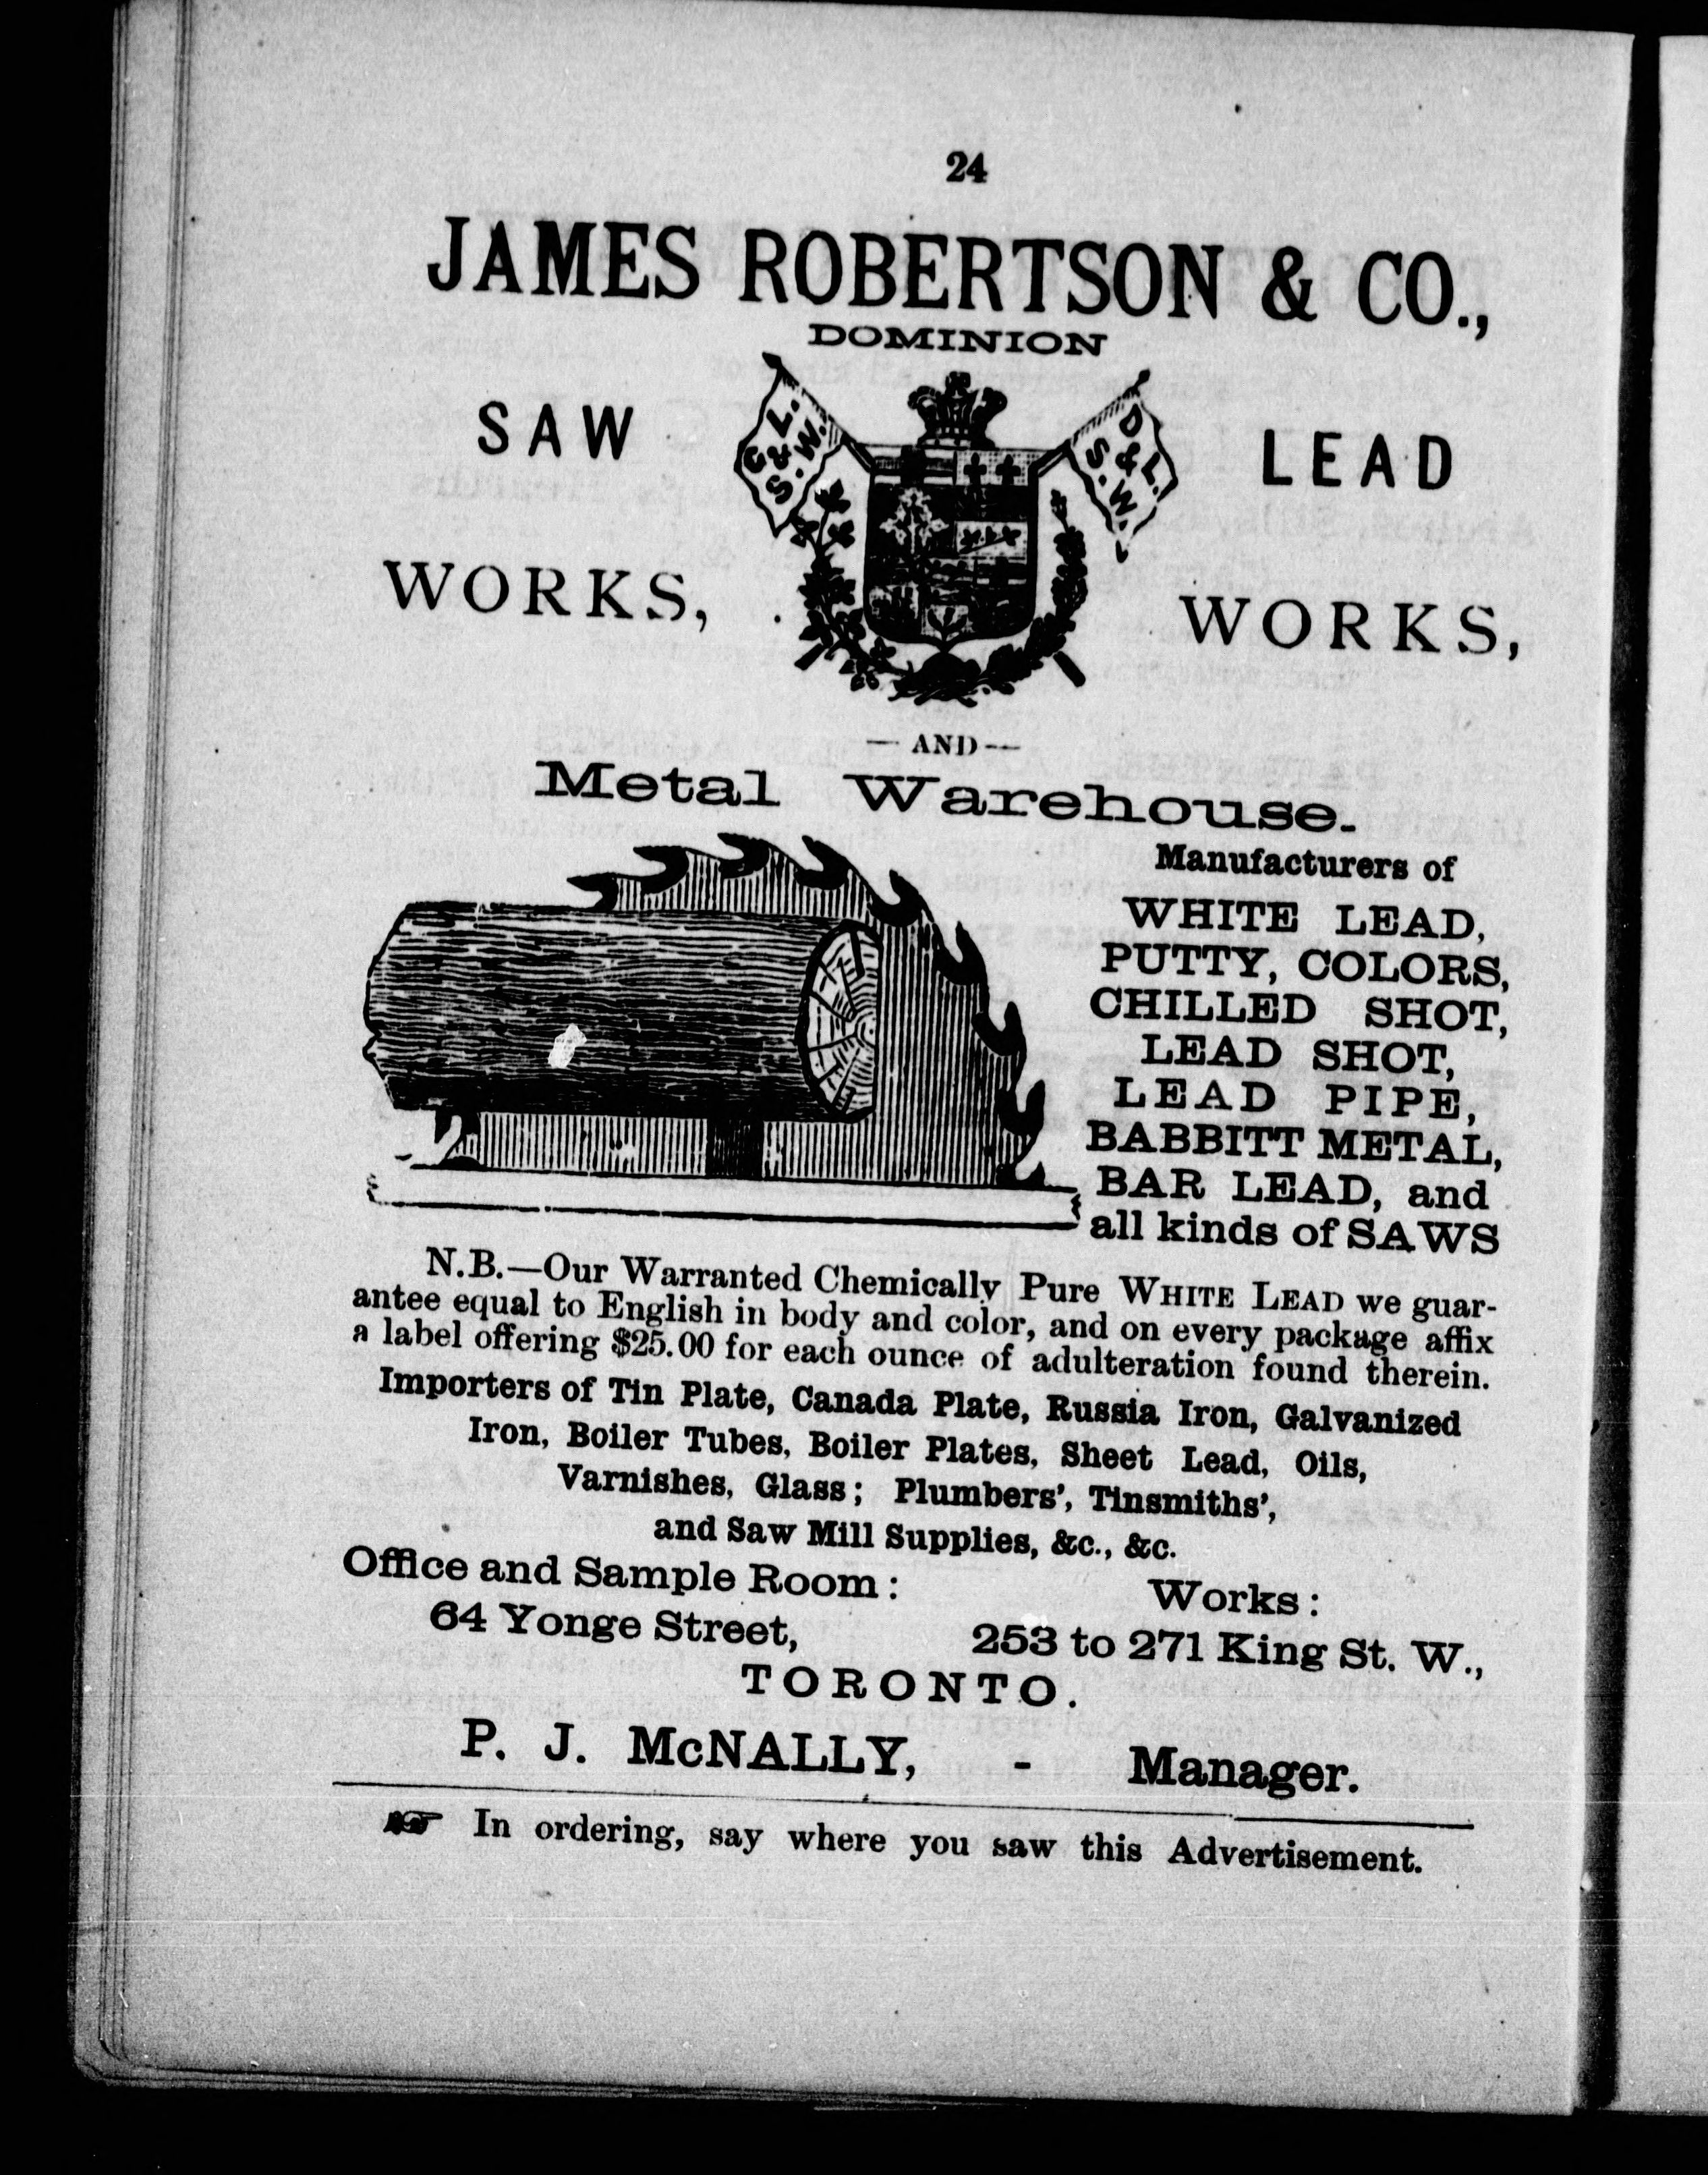 24
JAMES ROBERTSON & CO.,
DOMINION
SAW
WORKS,
G & L.
S. W.
D & L.
S. W.
LEAD
WORKS,
— AND —
Metal Warehouse.
Manufacturers of
WHITE LEAD,
PUTTY, COLORS,
CHILLED SHOT,
LEAD SHOT,
LEAD PIPE,
BABBITT METAL,
BAR LEAD, and
all kinds of SAWS
N.B.—Our Warranted Chemically Pure WHITE LEAD we guar-
antee equal to English in body and color, and on every package affix
a label offering $25.00 for each ounce of adulteration found therein.
Importers of Tin Plate, Canada Plate, Russia Iron, Galvanized
Iron, Boiler Tubes, Boiler Plates, Sheet Lead, Oils,
Varnishes, Glass; Plumbers', Tinsmiths',
and Saw Mill Supplies, &c., &c.
Office and Sample Room:
64 Yonge Street,
Works:
253 to 271 King St. W.,
TORONTO.
P. J. McNALLY, - Manager.
☞ In ordering, say where you saw this Advertisement.